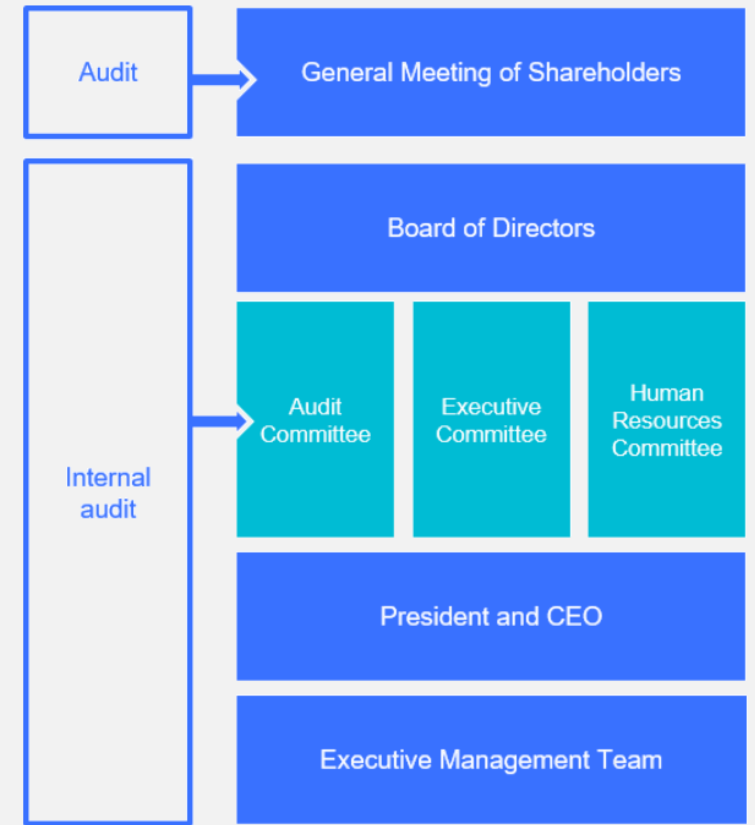 Audit
General Meeting of Shareholders
Board of Directors
Internal
audit
Audit
Committee
Executive
Committee
Human
Resources
Committee
President and CEO
Executive Management Team